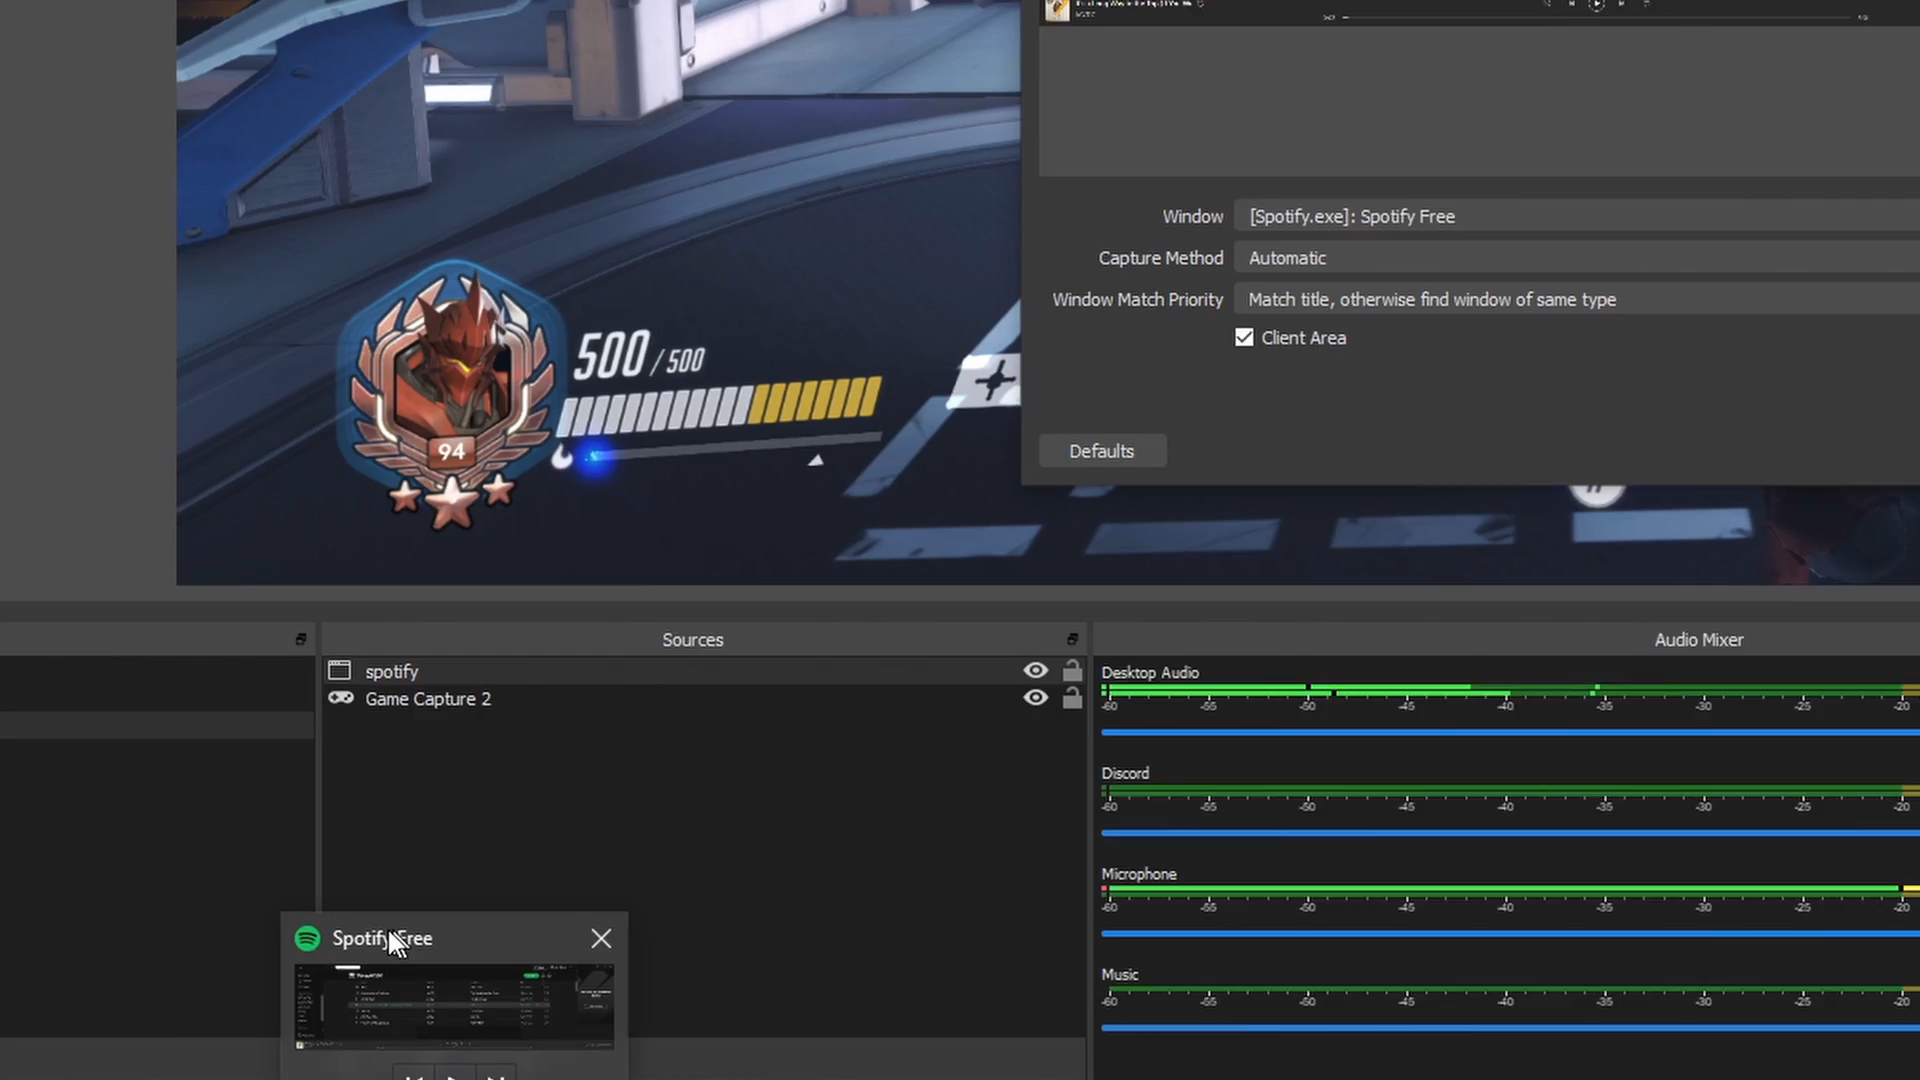 Window [Spotify.exe]: Spotify Free
Capture Method Automatic
Window Match Priority Match title, otherwise find window of same type
Client Area
500 / 500
94
Defaults
Sources
Audio Mixer
spotify
Game Capture 2
Desktop Audio
-60 -55 -50 -45 -40 -35 -30 -25 -20
Discord
-60 -55 -50 -45 -40 -35 -30 -25 -20
Microphone
-60 -55 -50 -45 -40 -35 -30 -25 -20
Spotify Free
Music
-60 -55 -50 -45 -40 -35 -30 -25 -20